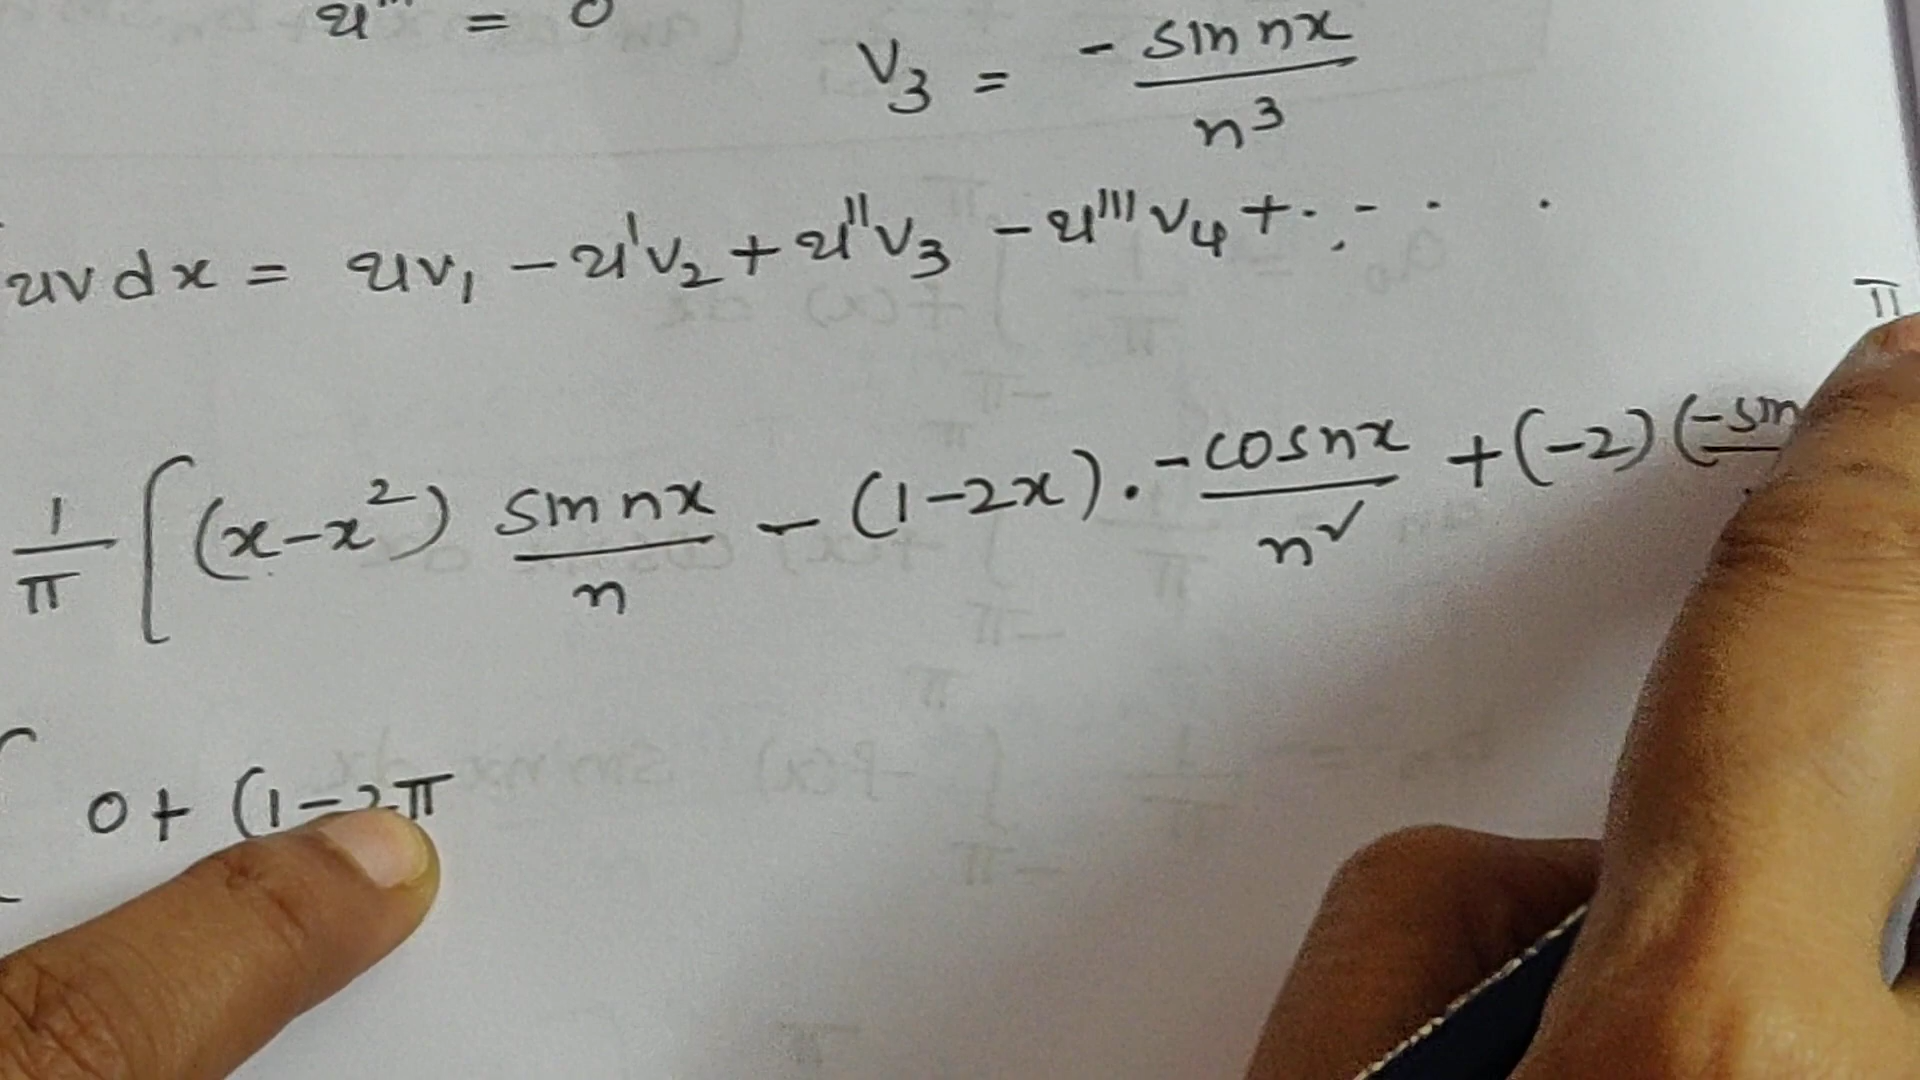 u''' = 0
V3 = - sin nx / n³
uv dx = uv₁ - u'v₂ + u''v₃ - u'''v₄ + . . . .
1/π [ (x-x²) sin nx / n - (1-2x) . - cos nx / n² + (-2) (-sin
π
0 + (1-2π